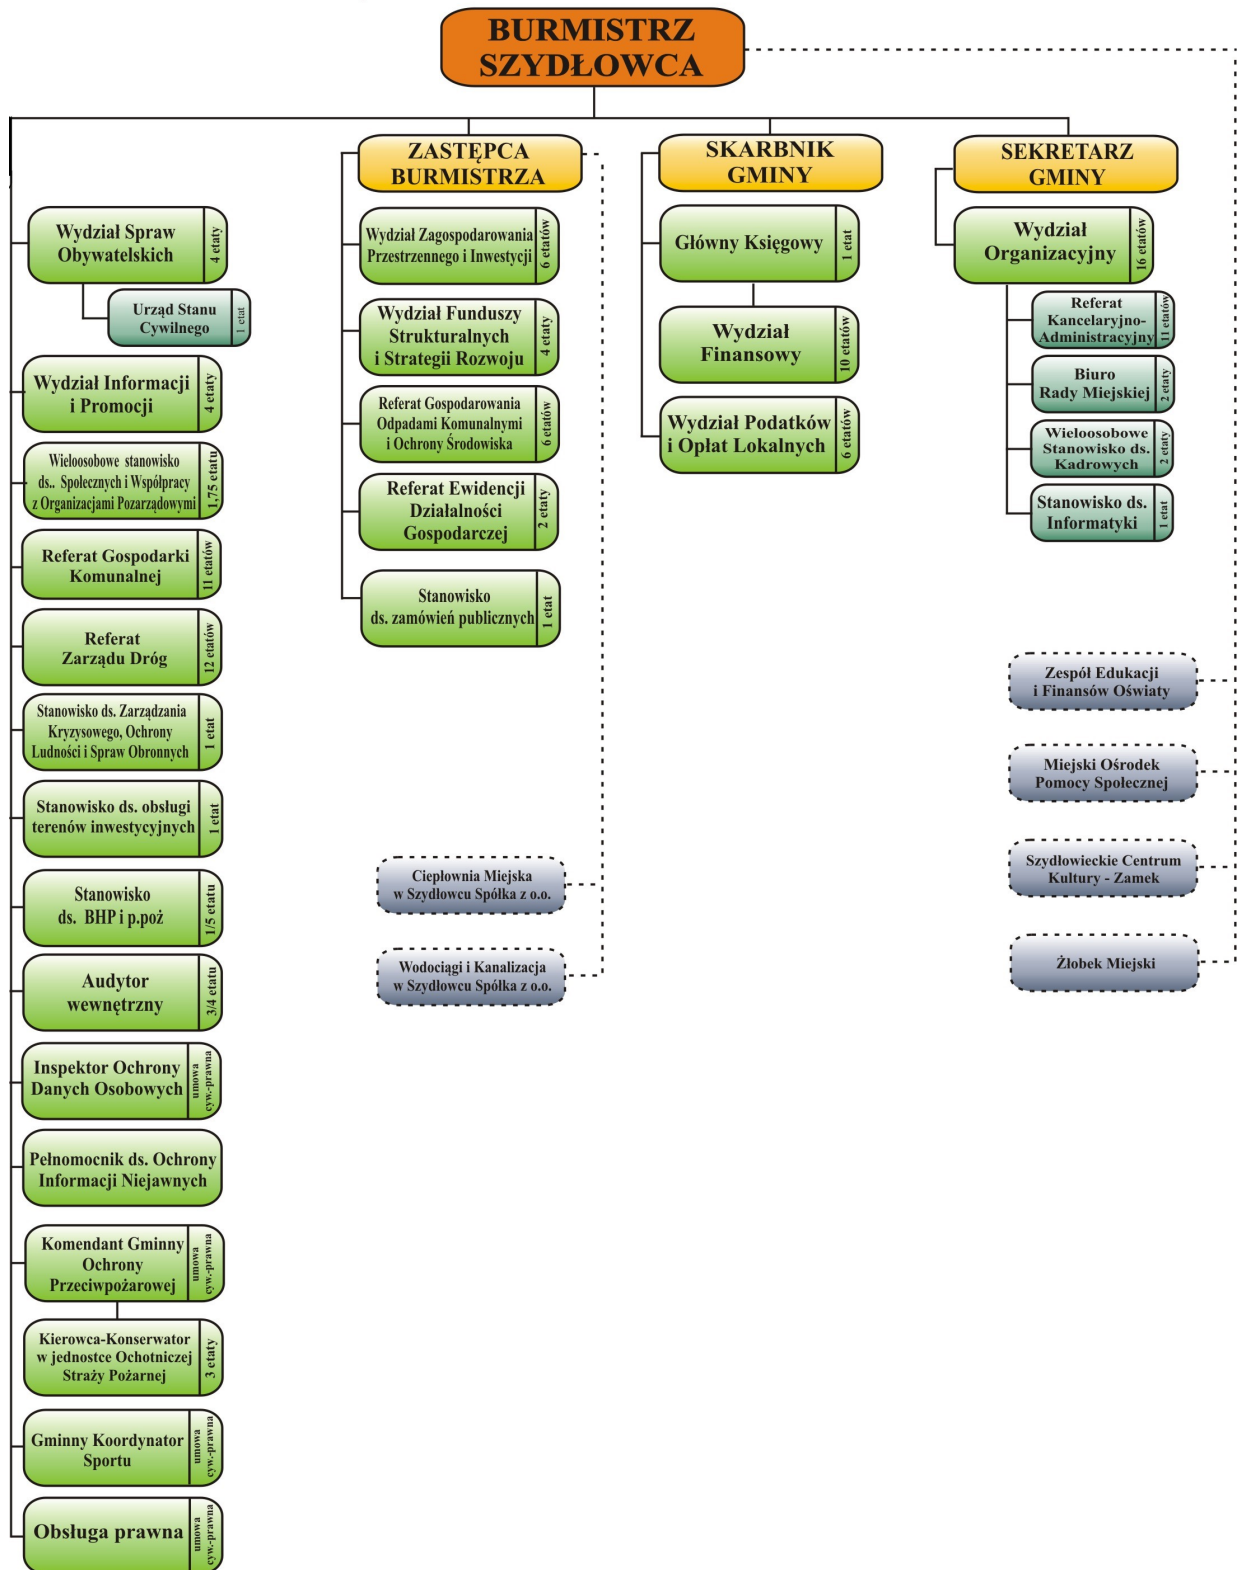 BURMISTRZ
SZYDŁOWCA
ZASTĘPCA
BURMISTRZA
SKARBNIK
GMINY
SEKRETARZ
GMINY
Wydział Spraw
Obywatelskich
4 etaty
Urząd Stanu
Cywilnego
1 etat
Wydział Informacji
i Promocji
4 etaty
Wieloosobowe stanowisko
ds.. Społecznych i Współpracy
z Organizacjami Pozarządowymi
1,75 etatu
Referat Gospodarki
Komunalnej
11 etatów
Referat
Zarządu Dróg
12 etatów
Stanowisko ds. Zarządzania
Kryzysowego, Ochrony
Ludności i Spraw Obronnych
1 etat
Stanowisko ds. obsługi
terenów inwestycyjnych
1 etat
Stanowisko
ds. BHP i p.poż
1/5 etatu
Audytor
wewnętrzny
3/4 etatu
Inspektor Ochrony
Danych Osobowych
umowa
cyw.-prawna
Pełnomocnik ds. Ochrony
Informacji Niejawnych
Komendant Gminny
Ochrony
Przeciwpożarowej
umowa
cyw.-prawna
Kierowca-Konserwator
w jednostce Ochotniczej
Straży Pożarnej
3 etaty
Gminny Koordynator
Sportu
umowa
cyw.-prawna
Obsługa prawna
umowa
cyw.-prawna
Wydział Zagospodarowania
Przestrzennego i Inwestycji
6 etatów
Wydział Funduszy
Strukturalnych
i Strategii Rozwoju
4 etaty
Referat Gospodarowania
Odpadami Komunalnymi
i Ochrony Środowiska
6 etatów
Referat Ewidencji
Działalności
Gospodarczej
2 etaty
Stanowisko
ds. zamówień publicznych
1 etat
Ciepłownia Miejska
w Szydłowcu Spółka z o.o.
Wodociągi i Kanalizacja
w Szydłowcu Spółka z o.o.
Główny Księgowy
1 etat
Wydział
Finansowy
10 etatów
Wydział Podatków
i Opłat Lokalnych
6 etatów
Wydział
Organizacyjny
16 etatów
Referat
Kancelaryjno-
Administracyjny
11 etatów
Biuro
Rady Miejskiej
2 etaty
Wieloosobowe
Stanowisko ds.
Kadrowych
2 etaty
Stanowisko ds.
Informatyki
1 etat
Zespół Edukacji
i Finansów Oświaty
Miejski Ośrodek
Pomocy Społecznej
Szydłowieckie Centrum
Kultury - Zamek
Żłobek Miejski